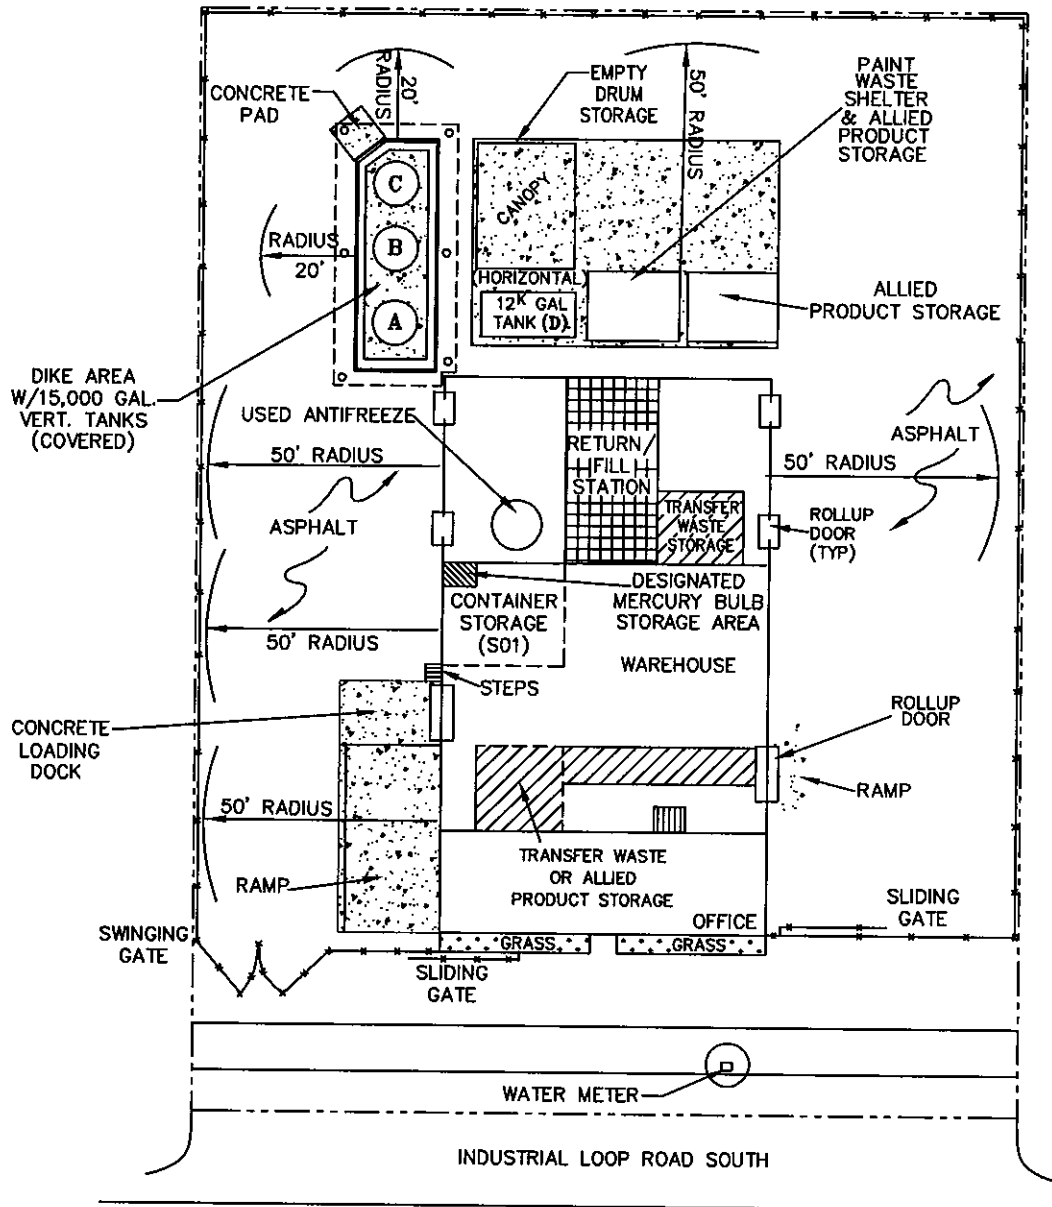 CONCRETE
PAD
20'
RADIUS
EMPTY
DRUM
STORAGE
50' RADIUS
PAINT
WASTE
SHELTER
& ALLIED
PRODUCT
STORAGE
C
B
A
RADIUS
20'
CANOPY
(HORIZONTAL)
12K GAL
TANK (D)
ALLIED
PRODUCT STORAGE
DIKE AREA
W/15,000 GAL.
VERT. TANKS
(COVERED)
USED ANTIFREEZE
RETURN/
FILL
STATION
50' RADIUS
ASPHALT
TRANSFER
WASTE
STORAGE
50' RADIUS
ASPHALT
ROLLUP
DOOR
(TYP)
DESIGNATED
MERCURY BULB
STORAGE AREA
CONTAINER
STORAGE
(S01)
50' RADIUS
WAREHOUSE
STEPS
CONCRETE
LOADING
DOCK
ROLLUP
DOOR
RAMP
50' RADIUS
RAMP
TRANSFER WASTE
OR ALLIED
PRODUCT STORAGE
OFFICE
SLIDING
GATE
SWINGING
GATE
GRASS
GRASS
SLIDING
GATE
WATER METER
INDUSTRIAL LOOP ROAD SOUTH